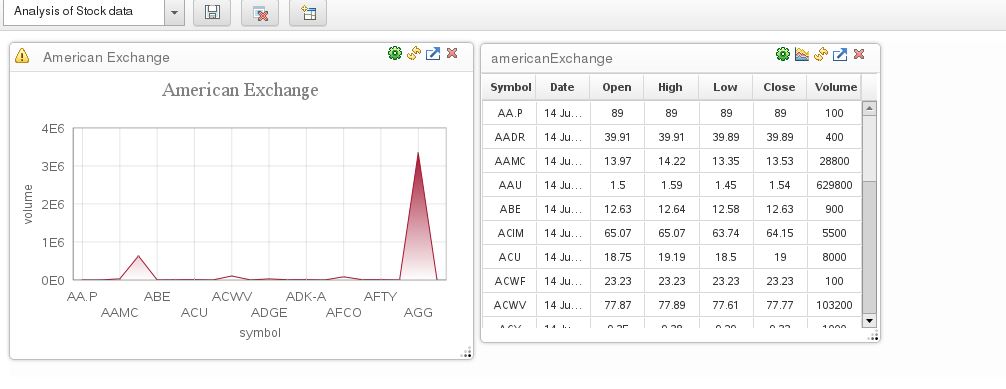 Analysis of Stock data
American Exchange
American Exchange
4E6
3E6
2E6
1E6
0E0
volume
AA.P ABE ACWV ADK-A AFTY
AAMC ACU ADGE AFCO AGG
symbol
americanExchange
Symbol Date Open High Low Close Volume
AA.P 14 Ju... 89 89 89 89 100
AADR 14 Ju... 39.91 39.91 39.89 39.89 400
AAMC 14 Ju... 13.97 14.22 13.35 13.53 28800
AAU 14 Ju... 1.5 1.59 1.45 1.54 629800
ABE 14 Ju... 12.63 12.64 12.58 12.63 900
ACIM 14 Ju... 65.07 65.07 63.74 64.15 5500
ACU 14 Ju... 18.75 19.19 18.5 19 8000
ACWF 14 Ju... 23.23 23.23 23.23 23.23 100
ACWV 14 Ju... 77.87 77.89 77.61 77.77 103200